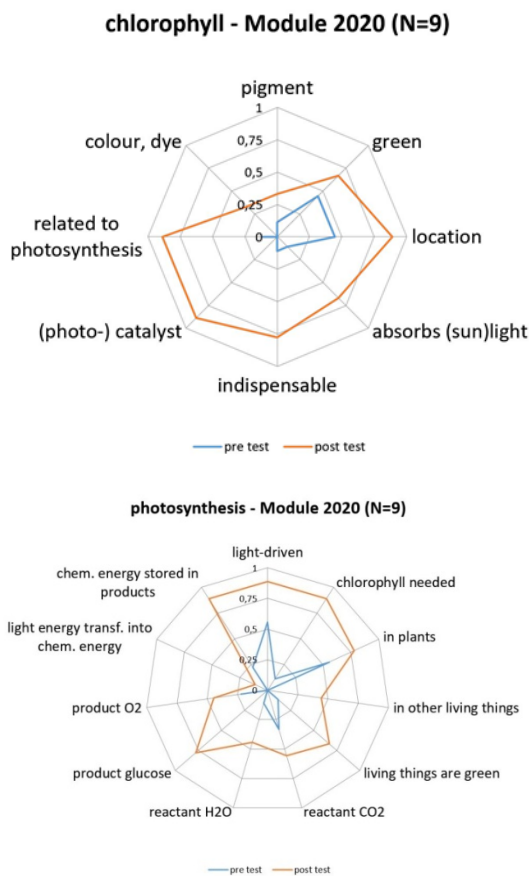 chlorophyll - Module 2020 (N=9)
pigment
1
colour, dye
green
0,75
0,5
0,25
related to
photosynthesis
0
location
(photo-) catalyst
absorbs (sun)light
indispensable
pre test
post test
photosynthesis - Module 2020 (N=9)
light-driven
1
chem. energy stored in
products
chlorophyll needed
0,75
light energy transf. into
chem. energy
in plants
0,5
0,25
0
product O2
in other living things
product glucose
living things are green
reactant H2O
reactant CO2
pre test
post test